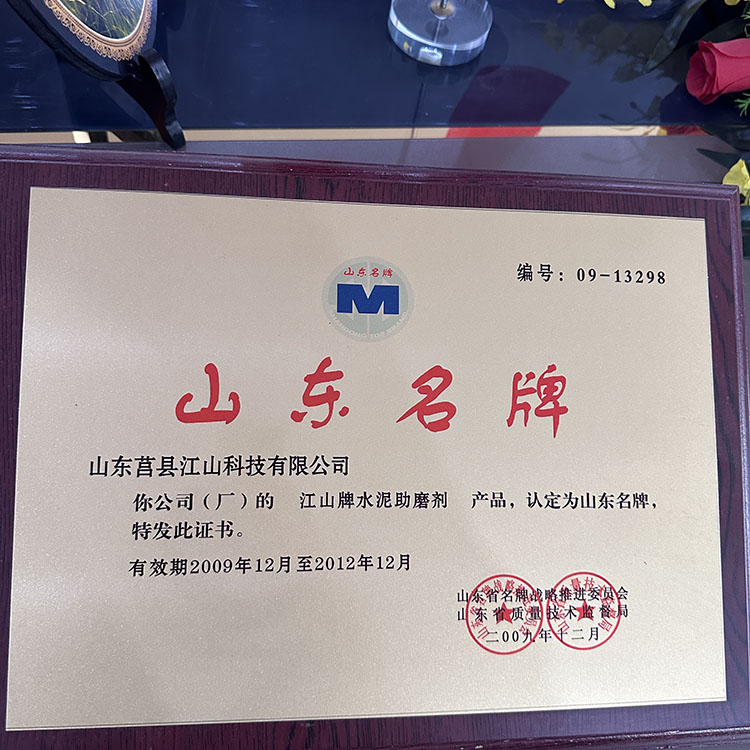 山东名牌
M
编号：09-13298
山东名牌
山东莒县江山科技有限公司
你公司（厂）的 江山牌水泥助磨剂 产品，认定为山东名牌，
特发此证书。
有效期2009年12月至2012年12月
山东省名牌战略推进委员会
山东省质量技术监督局
二00九年十二月